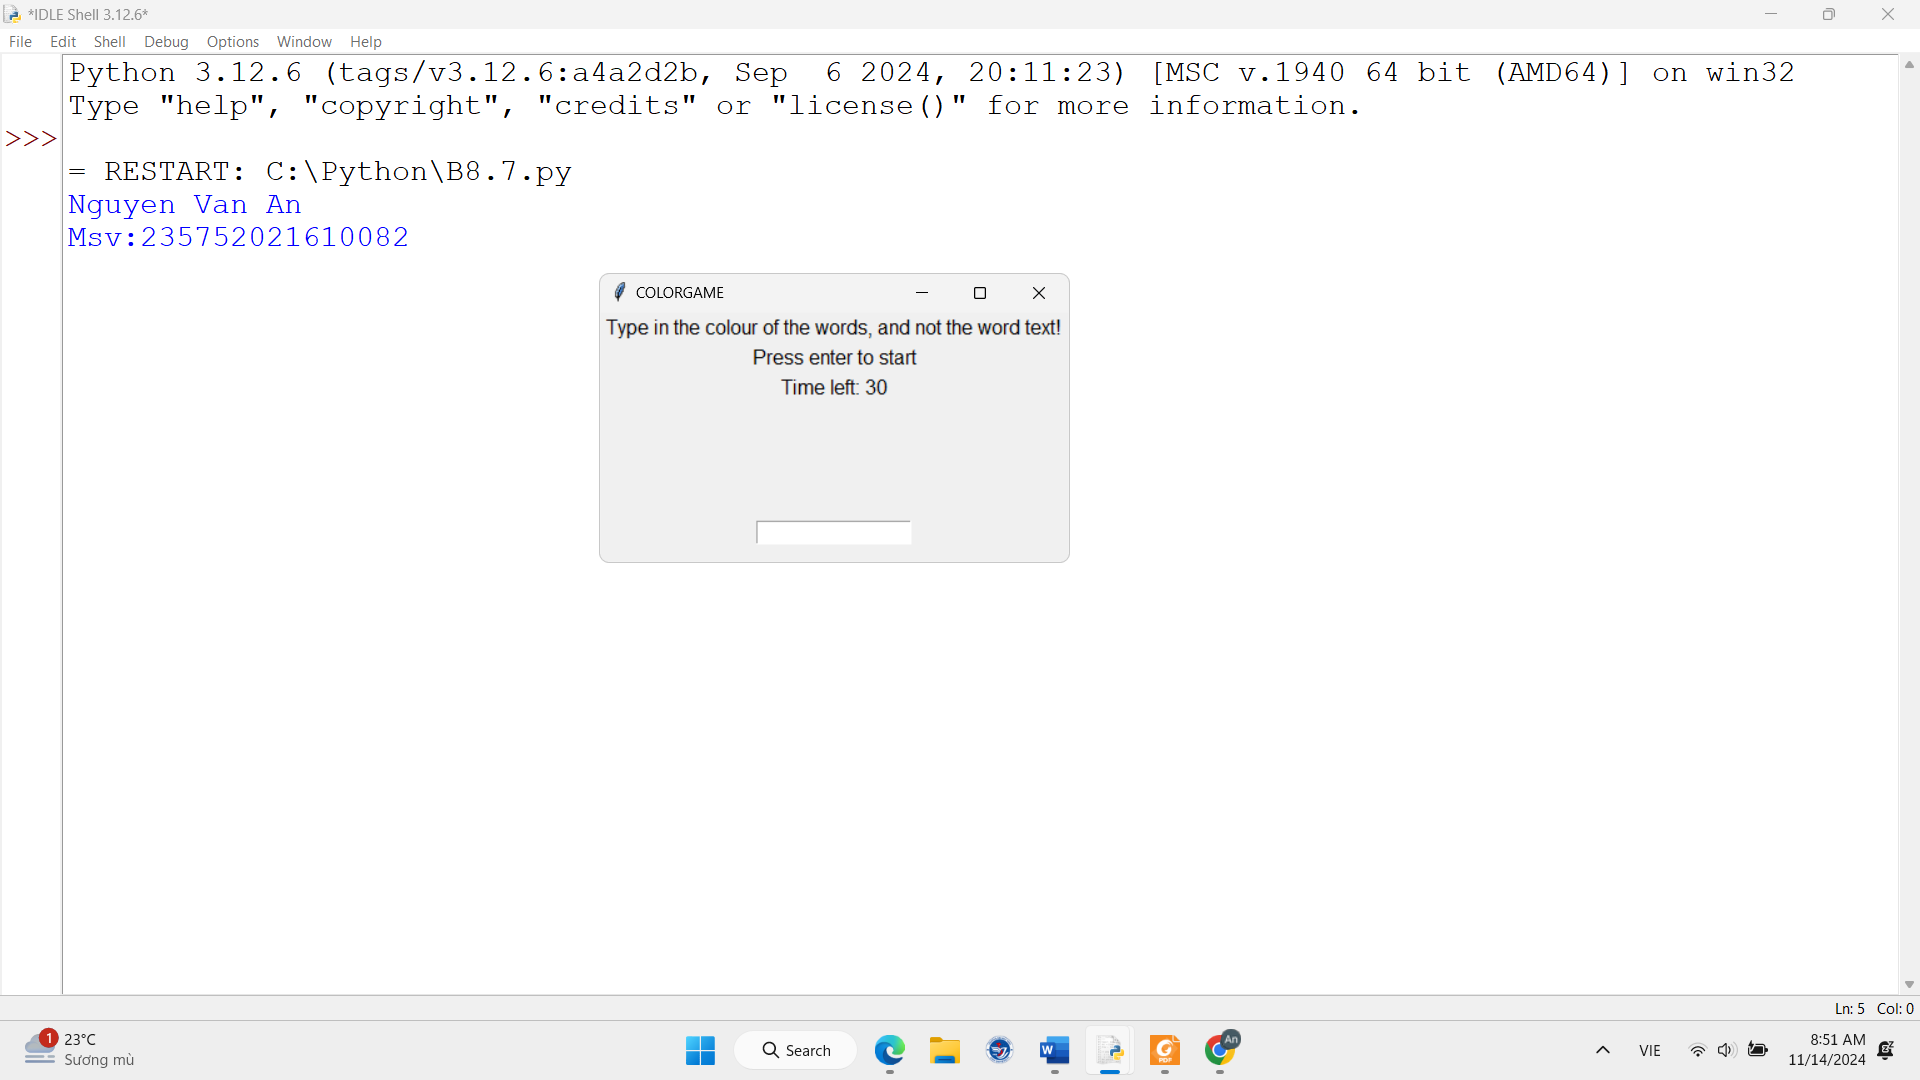 *IDLE Shell 3.12.6*
File Edit Shell Debug Options Window Help
Python 3.12.6 (tags/v3.12.6:a4a2d2b, Sep  6 2024, 20:11:23) [MSC v.1940 64 bit (AMD64)] on win32
Type "help", "copyright", "credits" or "license()" for more information.
>>>
= RESTART: C:\Python\B8.7.py
Nguyen Van An
Msv:235752021610082
COLORGAME
Type in the colour of the words, and not the word text!
Press enter to start
Time left: 30
Ln: 5 Col: 0
1
23°C
Sương mù
Search
W
PDF
An
VIE
8:51 AM
11/14/2024